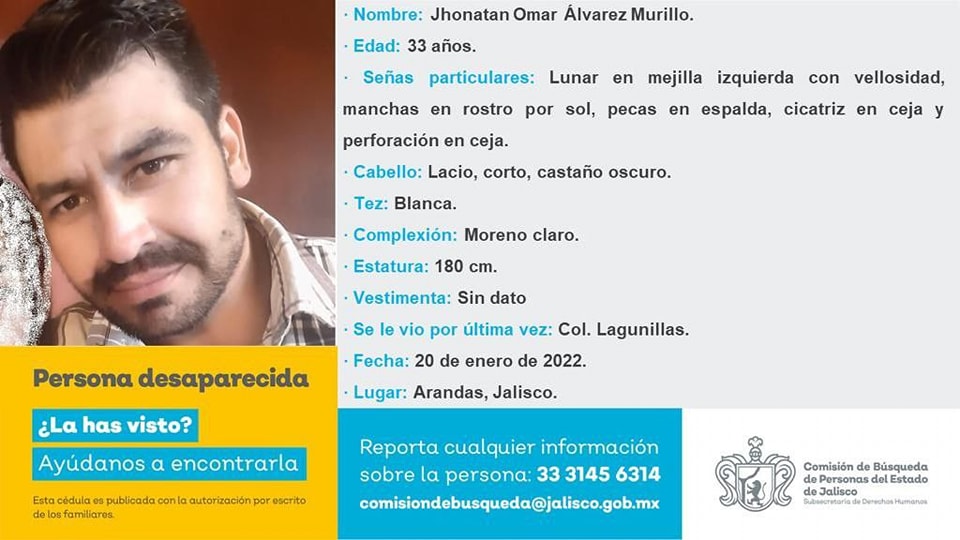 · Nombre: Jhonatan Omar Álvarez Murillo.
· Edad: 33 años.
· Señas particulares: Lunar en mejilla izquierda con vellosidad,
manchas en rostro por sol, pecas en espalda, cicatriz en ceja y
perforación en ceja.
· Cabello: Lacio, corto, castaño oscuro.
· Tez: Blanca.
· Complexión: Moreno claro.
· Estatura: 180 cm.
· Vestimenta: Sin dato
· Se le vio por última vez: Col. Lagunillas.
· Fecha: 20 de enero de 2022.
· Lugar: Arandas, Jalisco.
Persona desaparecida
¿La has visto?
Ayúdanos a encontrarla
Esta cédula es publicada con la autorización por escrito
de los familiares.
Reporta cualquier información
sobre la persona: 33 3145 6314
comisiondebusqueda@jalisco.gob.mx
Comisión de Búsqueda
de Personas del Estado
de Jalisco
Subsecretaría de Derechos Humanos